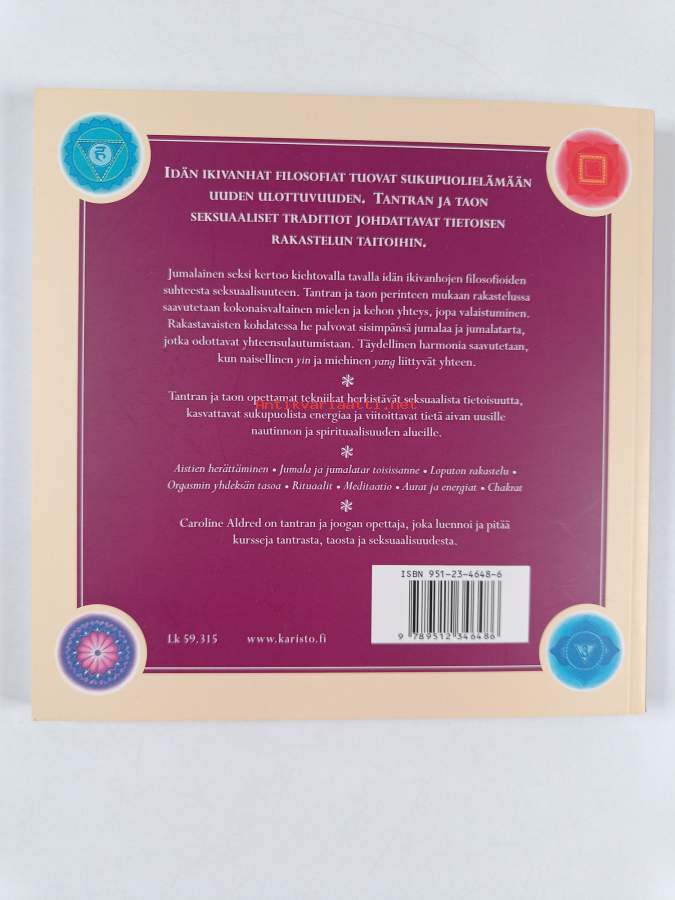 IDÄN IKIVANHAT FILOSOFIAT TUOVAT SUKUPUOLIELÄMÄÄN
UUDEN ULOTTUVUUDEN. TANTRAN JA TAON
SEKSUAALISET TRADITIOT JOHDATTAVAT TIETOISEN
RAKASTELUN TAITOIHIN.
Jumalainen seksi kertoo kiehtovalla tavalla idän ikivanhojen filosofioiden
suhteesta seksuaalisuuteen. Tantran ja taon perinteen mukaan rakastelussa
saavutetaan kokonaisvaltainen mielen ja kehon yhteys, jopa valaistuminen.
Rakastavaisten kohdatessa he palvovat sisimpänsä jumalaa ja jumalatarta,
jotka odottavat yhteensulautumistaan. Täydellinen harmonia saavutetaan,
kun naisellinen yin ja miehinen yang liittyvät yhteen.
Tantran ja taon opettamat tekniikat herkistävät seksuaalista tietoisuutta,
Antikvariaatti.net
kasvattavat sukupuolista energiaa ja viitoittavat tietä aivan uusille
nautinnon ja spirituaalisuuden alueille.
Aistien herättäminen • Jumala ja jumalatar toisissanne • Loputon rakastelu •
Orgasmin yhdeksän tasoa • Rituaalit • Meditaatio • Aurat ja energiat • Chakrat
Caroline Aldred on tantran ja joogan opettaja, joka luennoi ja pitää
kursseja tantrasta, taosta ja seksuaalisuudesta.
ISBN 951-23-4648-6
9 789512 346486
Lk 59.315 www.karisto.fi